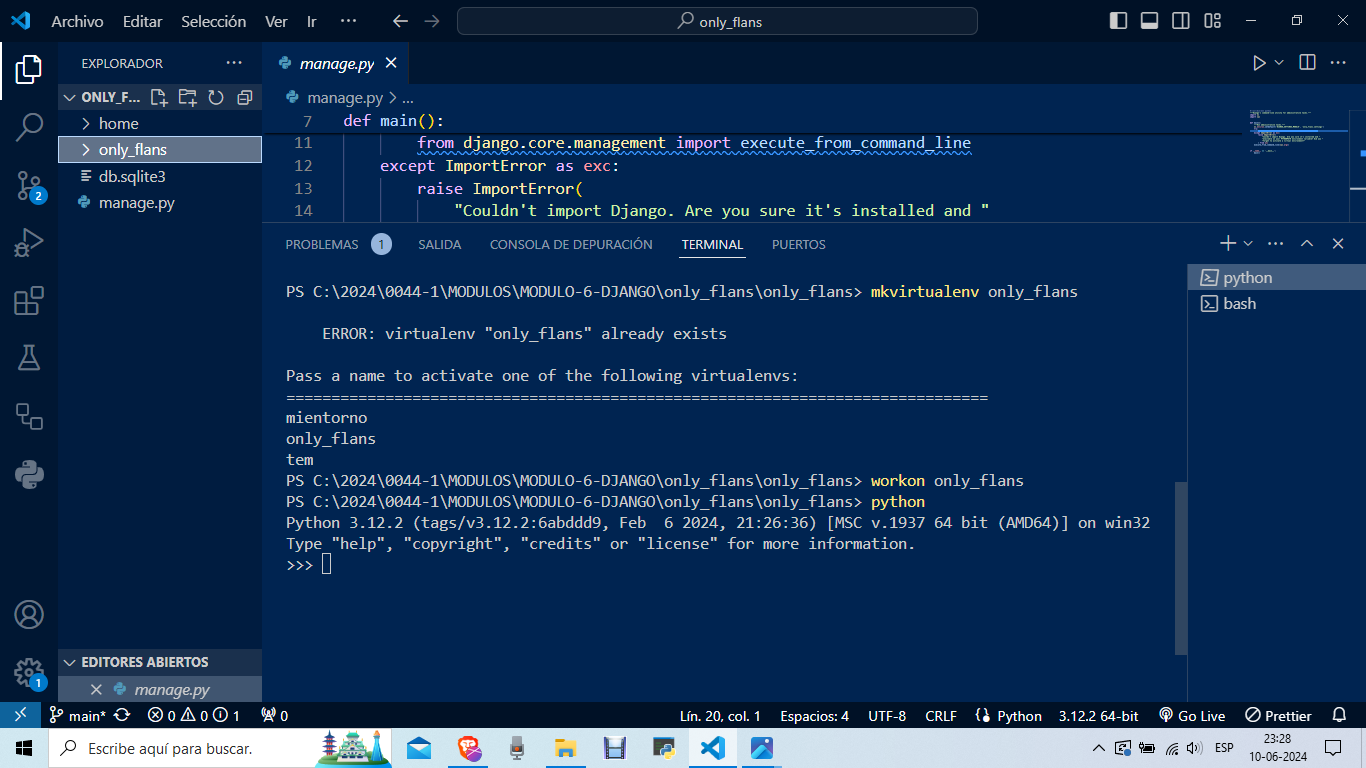 Archivo Editar Selección Ver Ir ··· only_flans
EXPLORADOR ···
ONLY_F...
home
only_flans
db.sqlite3
manage.py
EDITORES ABIERTOS
manage.py
manage.py
manage.py > ...
7 def main():
11 from django.core.management import execute_from_command_line
12 except ImportError as exc:
13 raise ImportError(
14 "Couldn't import Django. Are you sure it's installed and "
PROBLEMAS 1 SALIDA CONSOLA DE DEPURACIÓN TERMINAL PUERTOS
PS C:\2024\0044-1\MODULOS\MODULO-6-DJANGO\only_flans\only_flans> mkvirtualenv only_flans
ERROR: virtualenv "only_flans" already exists
Pass a name to activate one of the following virtualenvs:
==============================================================================
mientorno
only_flans
tem
PS C:\2024\0044-1\MODULOS\MODULO-6-DJANGO\only_flans\only_flans> workon only_flans
PS C:\2024\0044-1\MODULOS\MODULO-6-DJANGO\only_flans\only_flans> python
Python 3.12.2 (tags/v3.12.2:6abddd9, Feb  6 2024, 21:26:36) [MSC v.1937 64 bit (AMD64)] on win32
Type "help", "copyright", "credits" or "license" for more information.
>>>
python
bash
2
1
main* 0 0 1 0 Lín. 20, col. 1 Espacios: 4 UTF-8 CRLF Python 3.12.2 64-bit Go Live Prettier
Escribe aquí para buscar.
ESP
23:28
10-06-2024